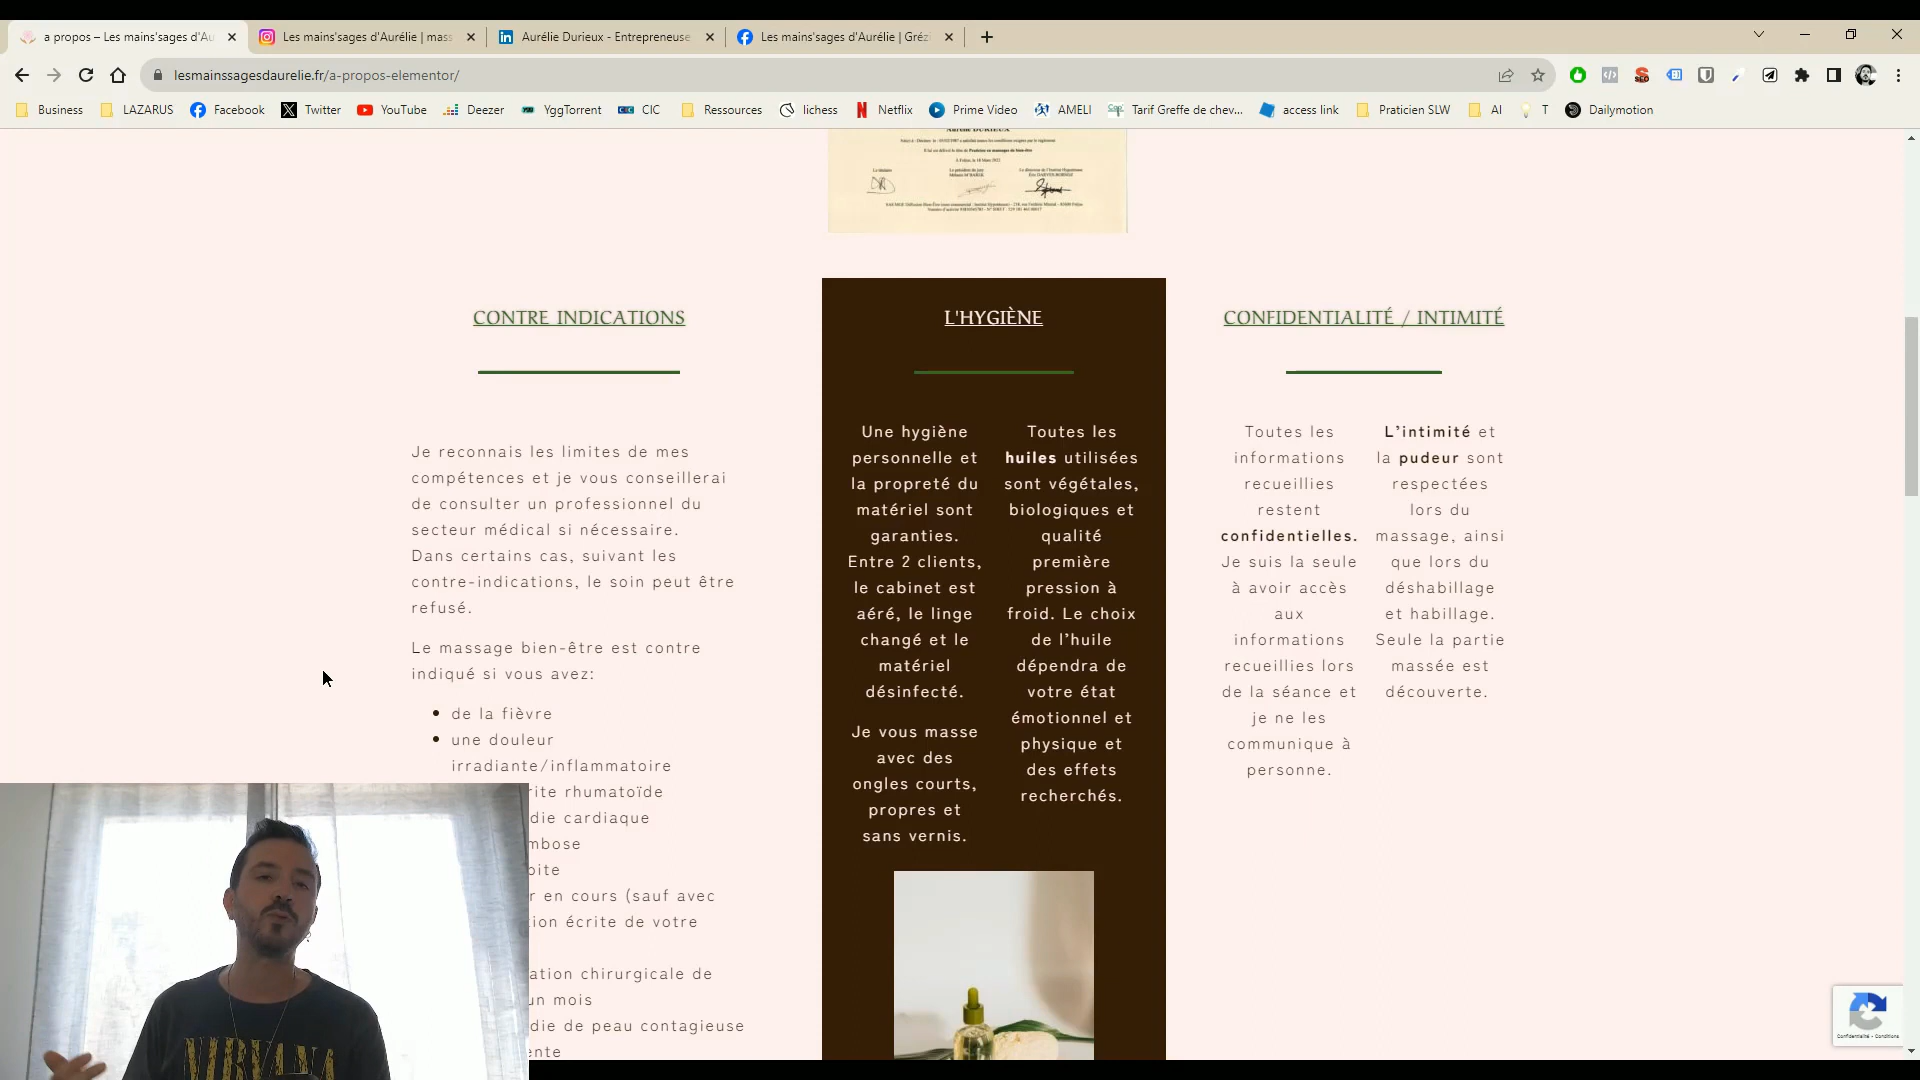 a propos – Les mains'sages d'Au
Les mains'sages d'Aurélie | mass
Aurélie Durieux - Entrepreneuse
Les mains'sages d'Aurélie | Gréz
lesmainssagesdaurelie.fr/a-propos-elementor/
Business
LAZARUS
Facebook
Twitter
YouTube
Deezer
YggTorrent
CIC
Ressources
lichess
Netflix
Prime Video
AMELI
Tarif Greffe de chev...
access link
Praticien SLW
AI
T
Dailymotion
Aurélie DURIEUX
CONTRE INDICATIONS
Je reconnais les limites de mes
compétences et je vous conseillerai
de consulter un professionnel du
secteur médical si nécessaire.
Dans certains cas, suivant les
contre-indications, le soin peut être
refusé.
Le massage bien-être est contre
indiqué si vous avez:
de la fièvre
une douleur
irradiante/inflammatoire
rite rhumatoïde
die cardiaque
mbose
bite
r en cours (sauf avec
ion écrite de votre
ation chirurgicale de
un mois
die de peau contagieuse
ente
L'HYGIÈNE
Une hygiène
personnelle et
la propreté du
matériel sont
garanties.
Entre 2 clients,
le cabinet est
aéré, le linge
changé et le
matériel
désinfecté.
Je vous masse
avec des
ongles courts,
propres et
sans vernis.
Toutes les
huiles utilisées
sont végétales,
biologiques et
qualité
première
pression à
froid. Le choix
de l'huile
dépendra de
votre état
émotionnel et
physique et
des effets
recherchés.
CONFIDENTIALITÉ / INTIMITÉ
Toutes les
informations
recueillies
restent
confidentielles.
Je suis la seule
à avoir accès
aux
informations
recueillies lors
de la séance et
je ne les
communique à
personne.
L'intimité et
la pudeur sont
respectées
lors du
massage, ainsi
que lors du
déshabillage
et habillage.
Seule la partie
massée est
découverte.
NIRVANA
Confidentialité - Conditions